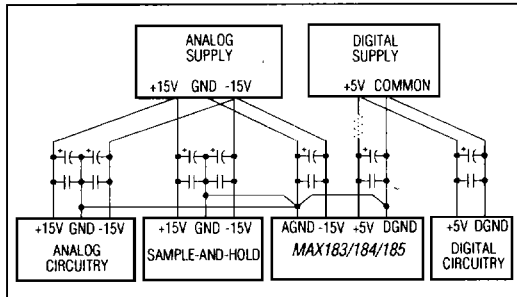 ANALOG
SUPPLY
+15V GND -15V
DIGITAL
SUPPLY
+5V COMMON
+15V GND -15V
ANALOG
CIRCUITRY
+15V GND -15V
SAMPLE-AND-HOLD
AGND -15V +5V DGND
MAX183/184/185
+5V DGND
DIGITAL
CIRCUITRY